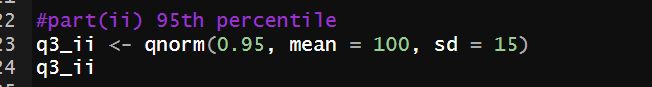 22 #part(ii) 95th percentile
23 q3_ii <- qnorm(0.95, mean = 100, sd = 15)
24 q3_ii